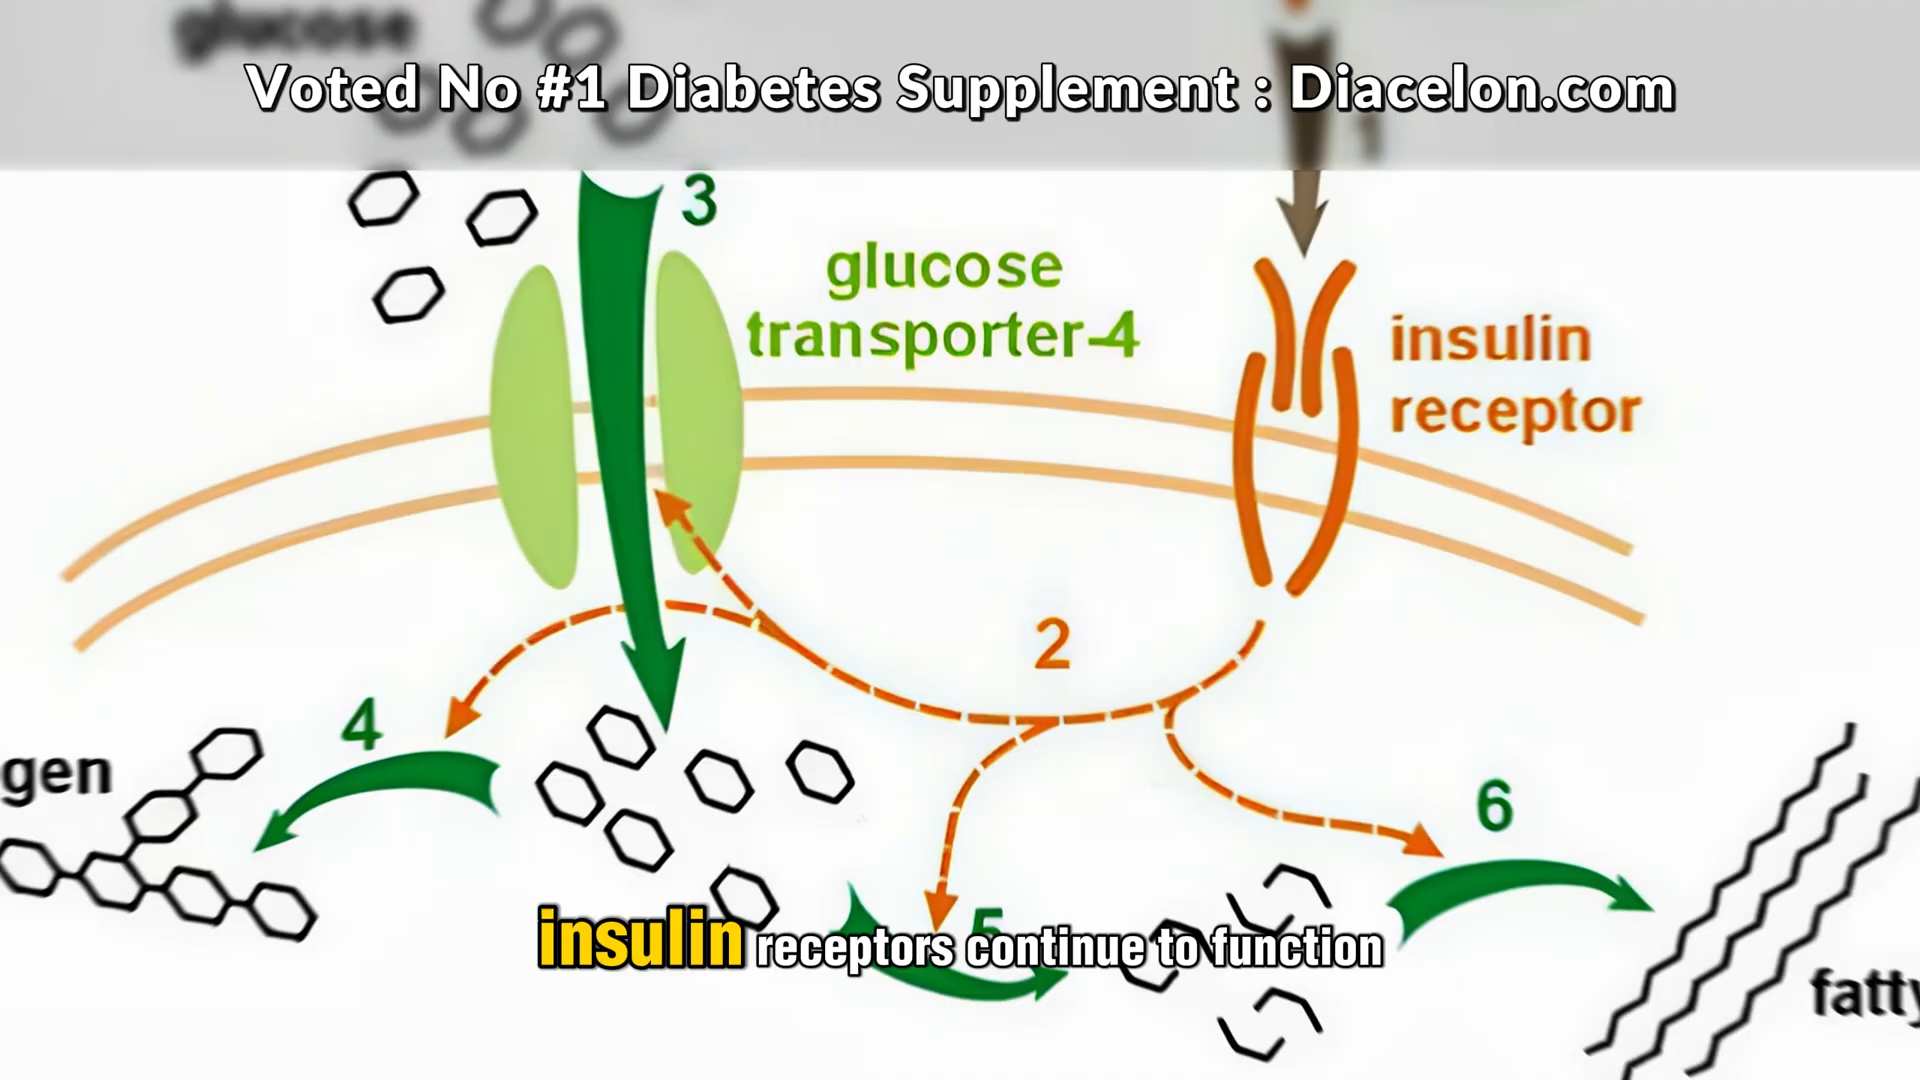 glucose
Voted No #1 Diabetes Supplement : Diacelon.com
1
3
glucose
transporter-4
insulin
receptor
2
4
gen
6
5
insulin receptors continue to function
fatty